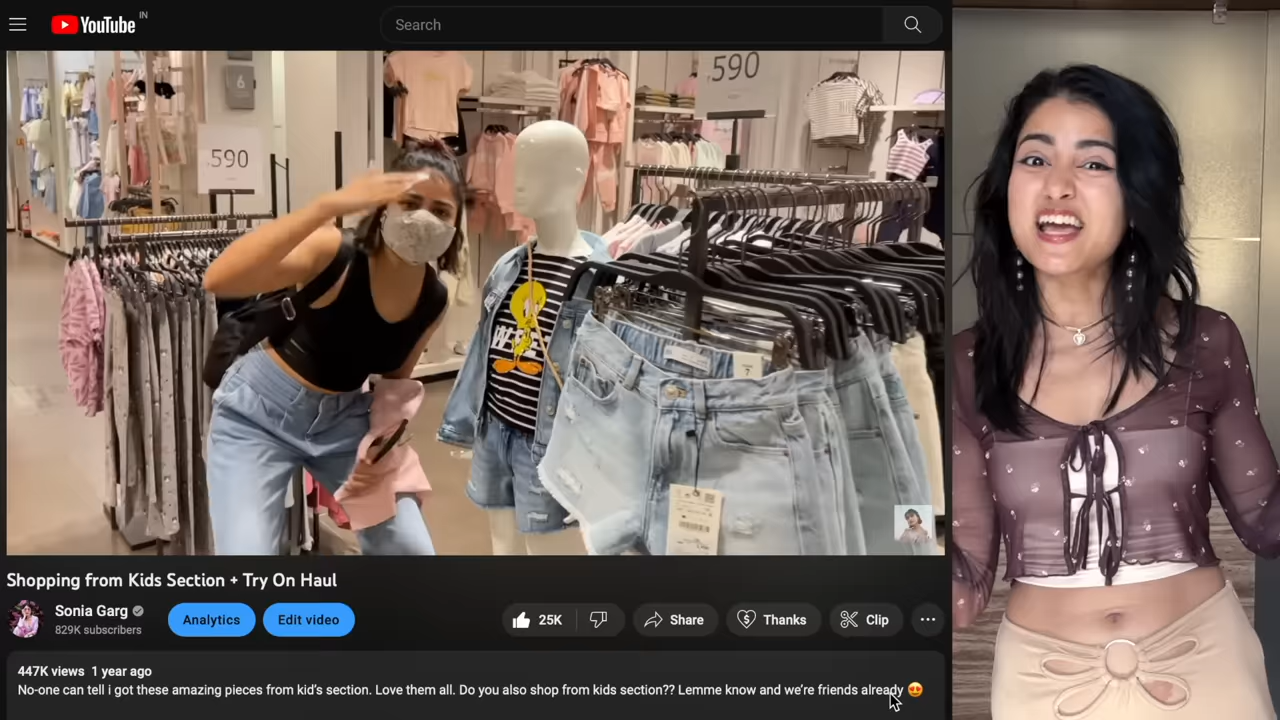 YouTube IN
Search
6
590
590
Shopping from Kids Section + Try On Haul
Sonia Garg
829K subscribers
Analytics
Edit video
25K
Share
Thanks
Clip
447K views 1 year ago
No-one can tell i got these amazing pieces from kid's section. Love them all. Do you also shop from kids section?? Lemme know and we're friends already 😍